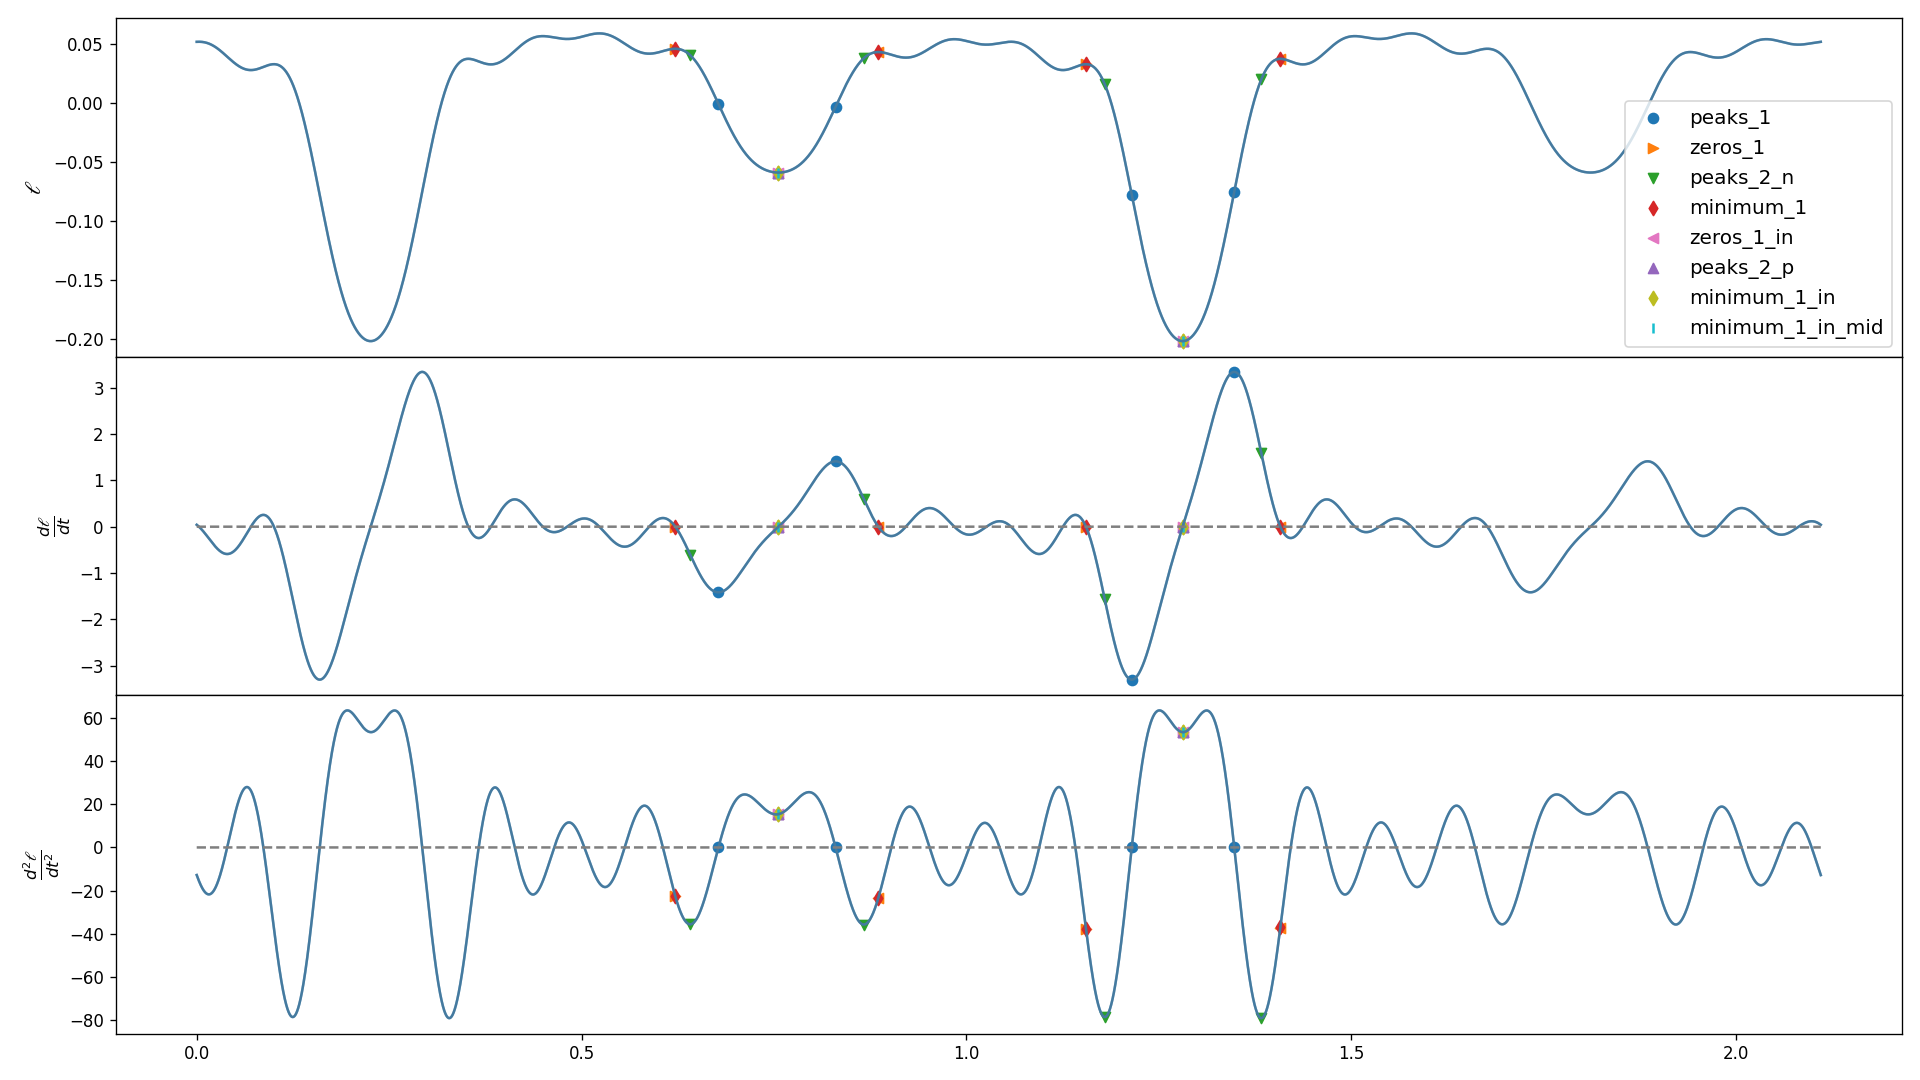 0.05
0.00
−0.05
−0.10
−0.15
−0.20
ℓ
peaks_1
zeros_1
peaks_2_n
minimum_1
zeros_1_in
peaks_2_p
minimum_1_in
minimum_1_in_mid
3
2
1
0
−1
−2
−3
dℓ/dt
60
40
20
0
−20
−40
−60
−80
d²ℓ/dt²
0.0 0.5 1.0 1.5 2.0